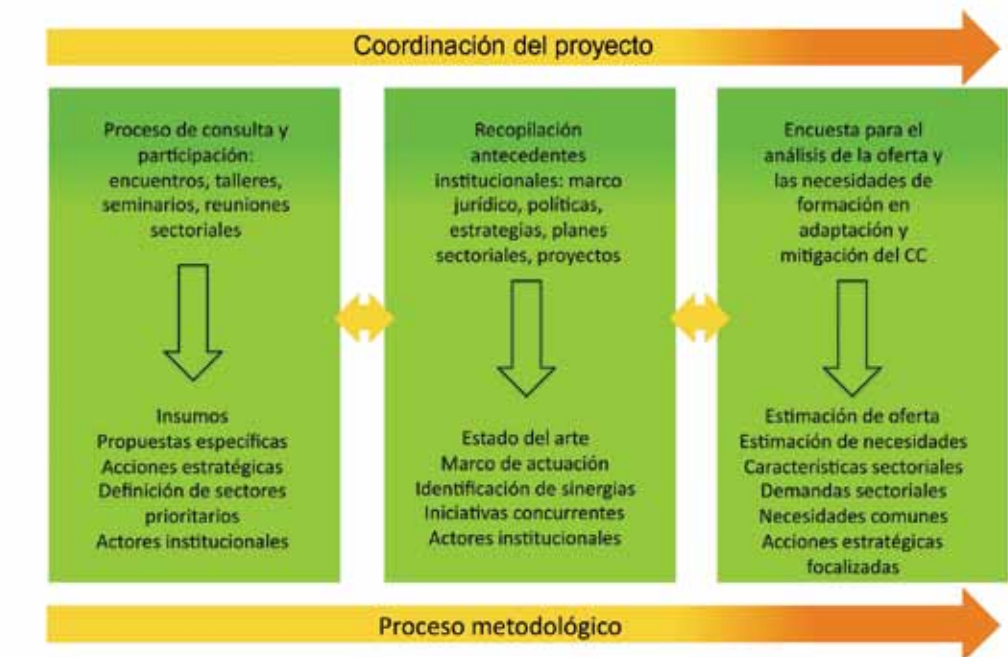 Coordinación del proyecto
Proceso de consulta y
participación:
encuentros, talleres,
seminarios, reuniones
sectoriales
Insumos
Propuestas específicas
Acciones estratégicas
Definición de sectores
prioritarios
Actores institucionales
Recopilación
antecedentes
institucionales: marco
jurídico, políticas,
estrategias, planes
sectoriales, proyectos
Estado del arte
Marco de actuación
Identificación de sinergias
Iniciativas concurrentes
Actores institucionales
Encuesta para el
análisis de la oferta y
las necesidades de
formación en
adaptación y
mitigación del CC
Estimación de oferta
Estimación de necesidades
Características sectoriales
Demandas sectoriales
Necesidades comunes
Acciones estratégicas
focalizadas
Proceso metodológico